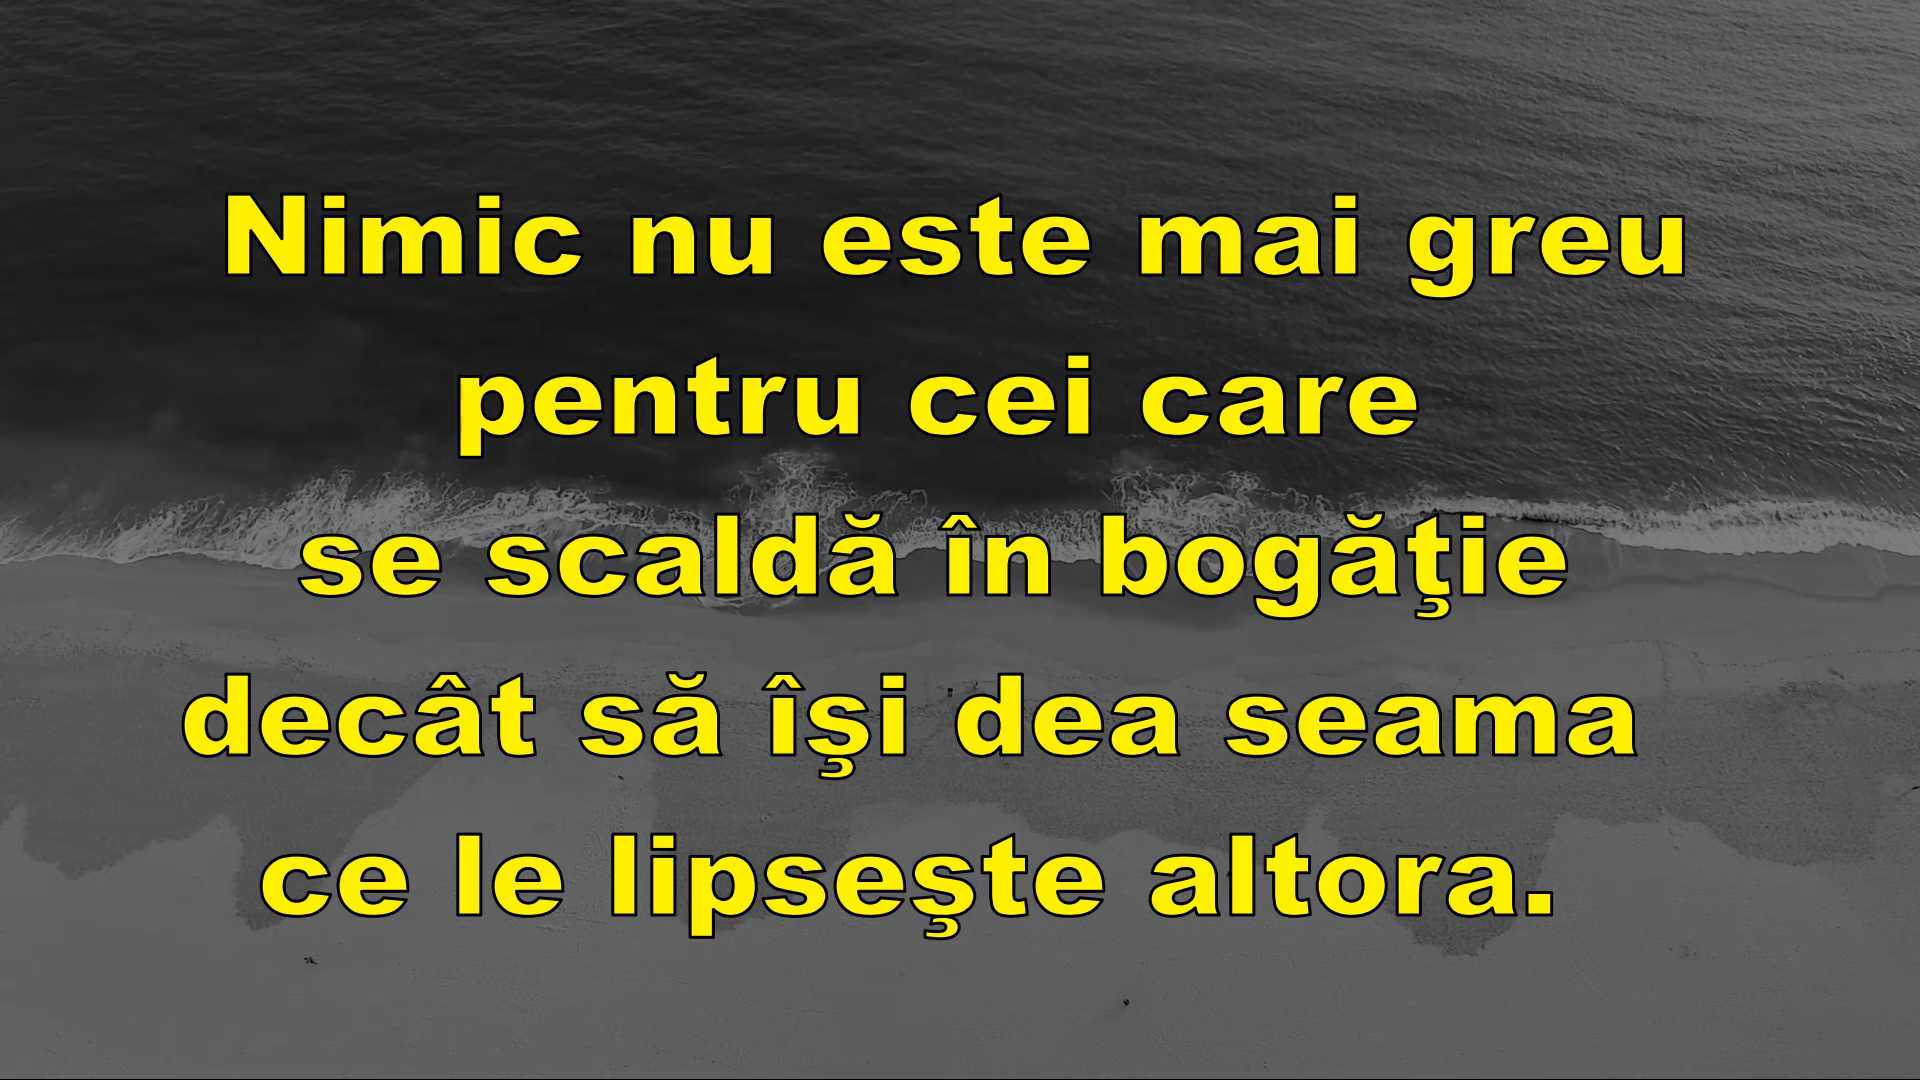 Nimic nu este mai greu
pentru cei care
se scaldă în bogăţie
decât să îşi dea seama
ce le lipseşte altora.